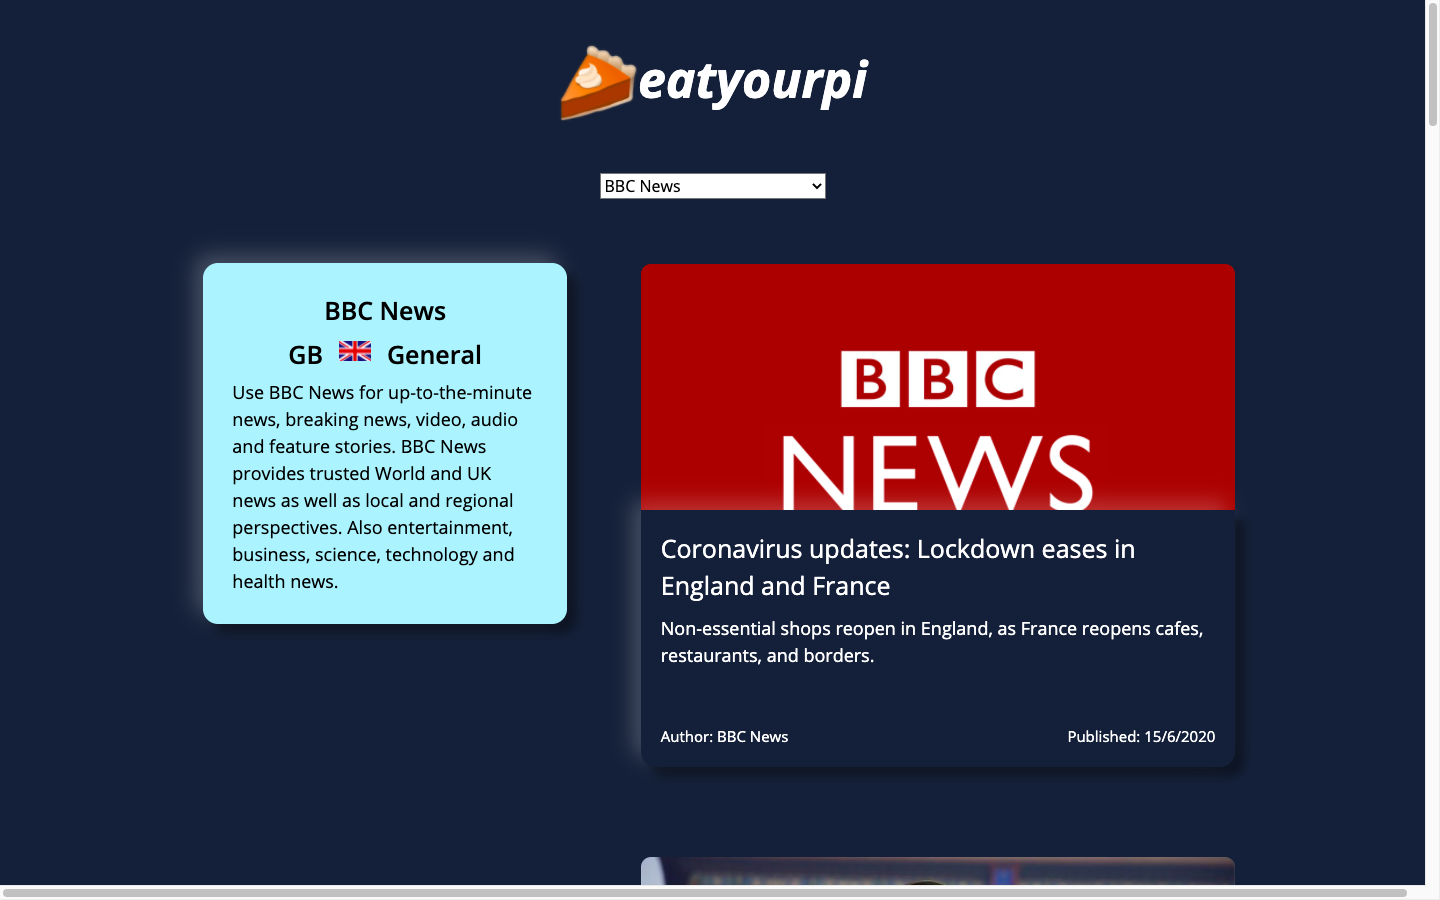 eatyourpi
BBC News
BBC News
GB General
Use BBC News for up-to-the-minute
news, breaking news, video, audio
and feature stories. BBC News
provides trusted World and UK
news as well as local and regional
perspectives. Also entertainment,
business, science, technology and
health news.
BBC
NEWS
Coronavirus updates: Lockdown eases in
England and France
Non-essential shops reopen in England, as France reopens cafes,
restaurants, and borders.
Author: BBC News
Published: 15/6/2020